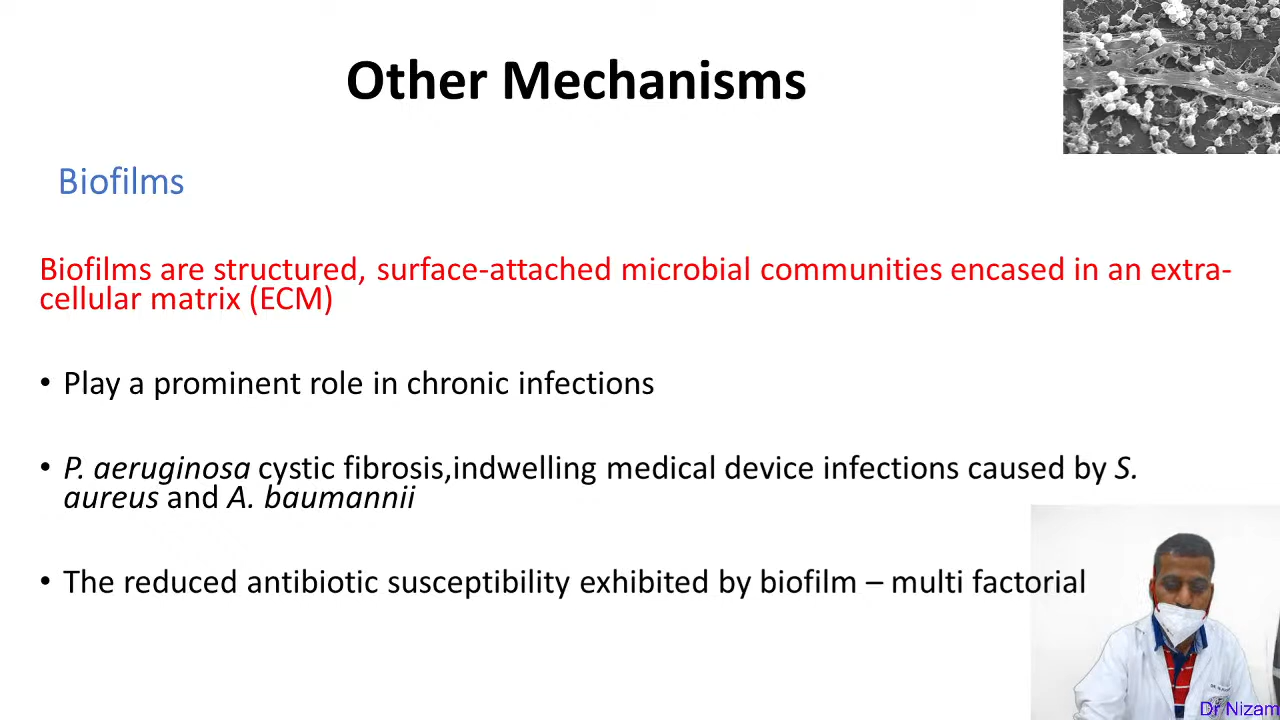 Other Mechanisms
Biofilms
Biofilms are structured, surface-attached microbial communities encased in an extra-
cellular matrix (ECM)
• Play a prominent role in chronic infections
• P. aeruginosa cystic fibrosis,indwelling medical device infections caused by S.
aureus and A. baumannii
• The reduced antibiotic susceptibility exhibited by biofilm – multi factorial
Dr Nizam